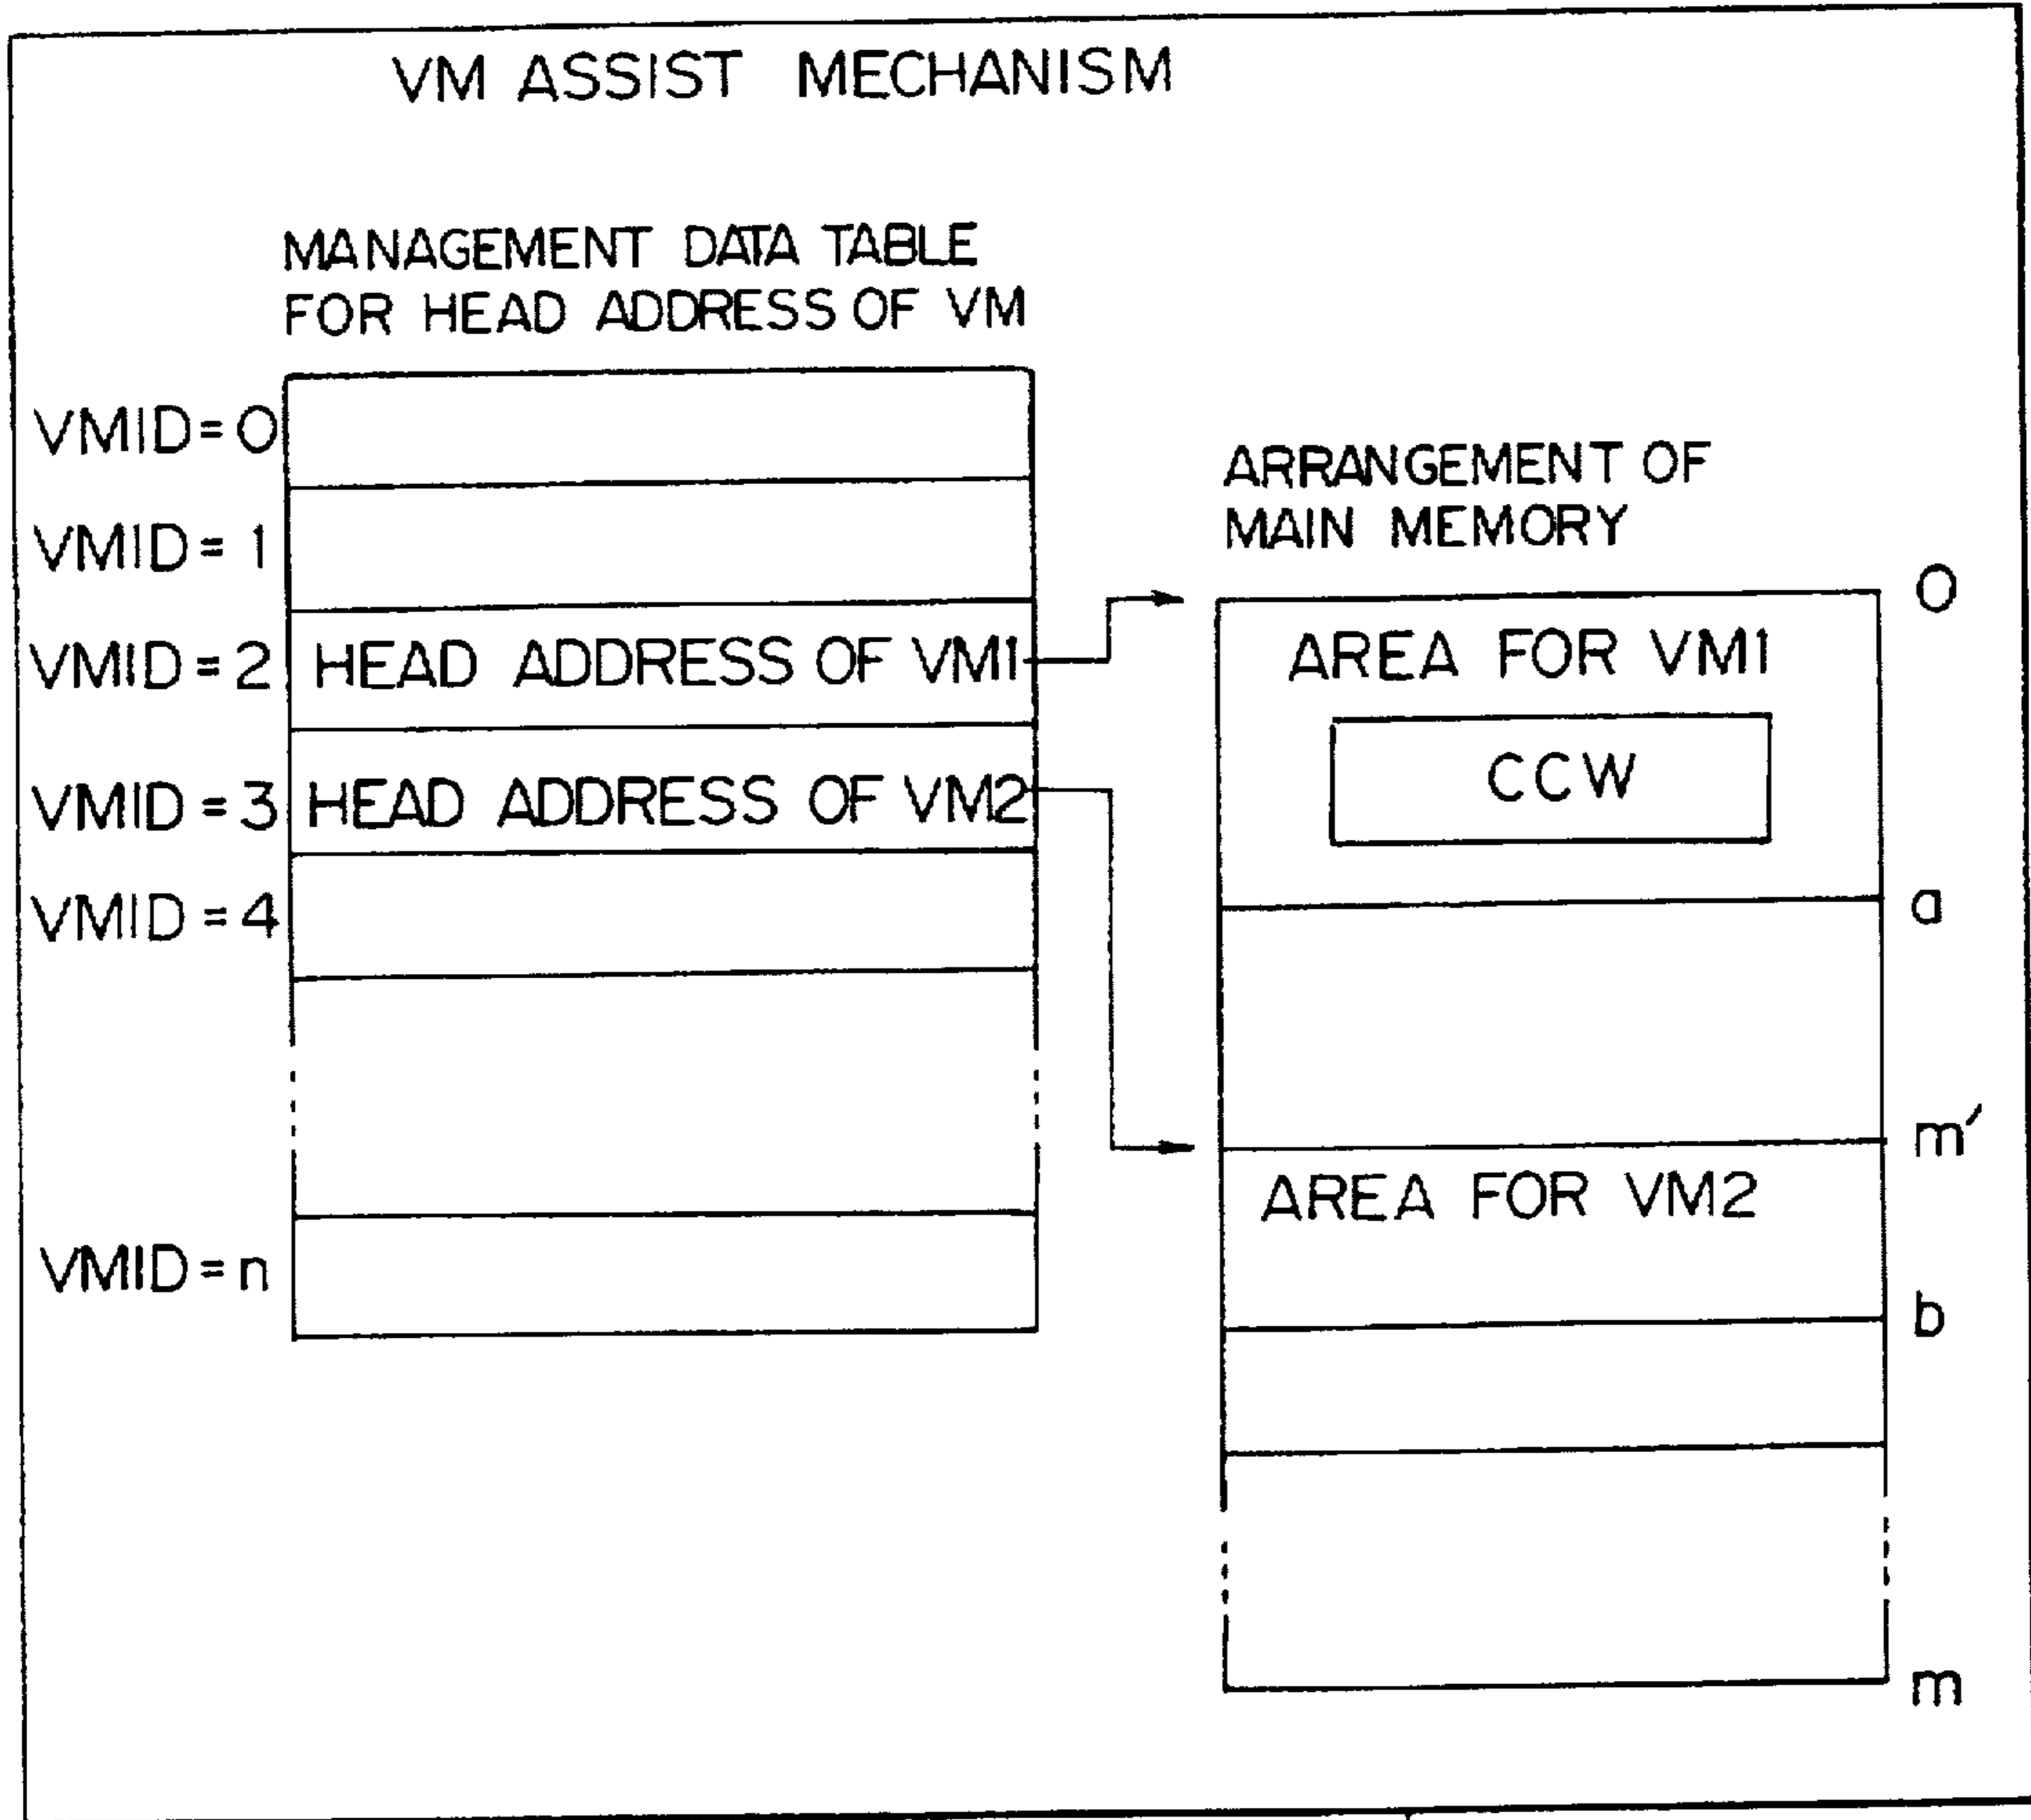 VM ASSIST MECHANISM
MANAGEMENT DATA TABLE
FOR HEAD ADDRESS OF VM
VMID=0
VMID=1
VMID=2 HEAD ADDRESS OF VM1
VMID=3 HEAD ADDRESS OF VM2
VMID=4
VMID=n
ARRANGEMENT OF
MAIN MEMORY
0
AREA FOR VM1
CCW
a
m′
AREA FOR VM2
b
m